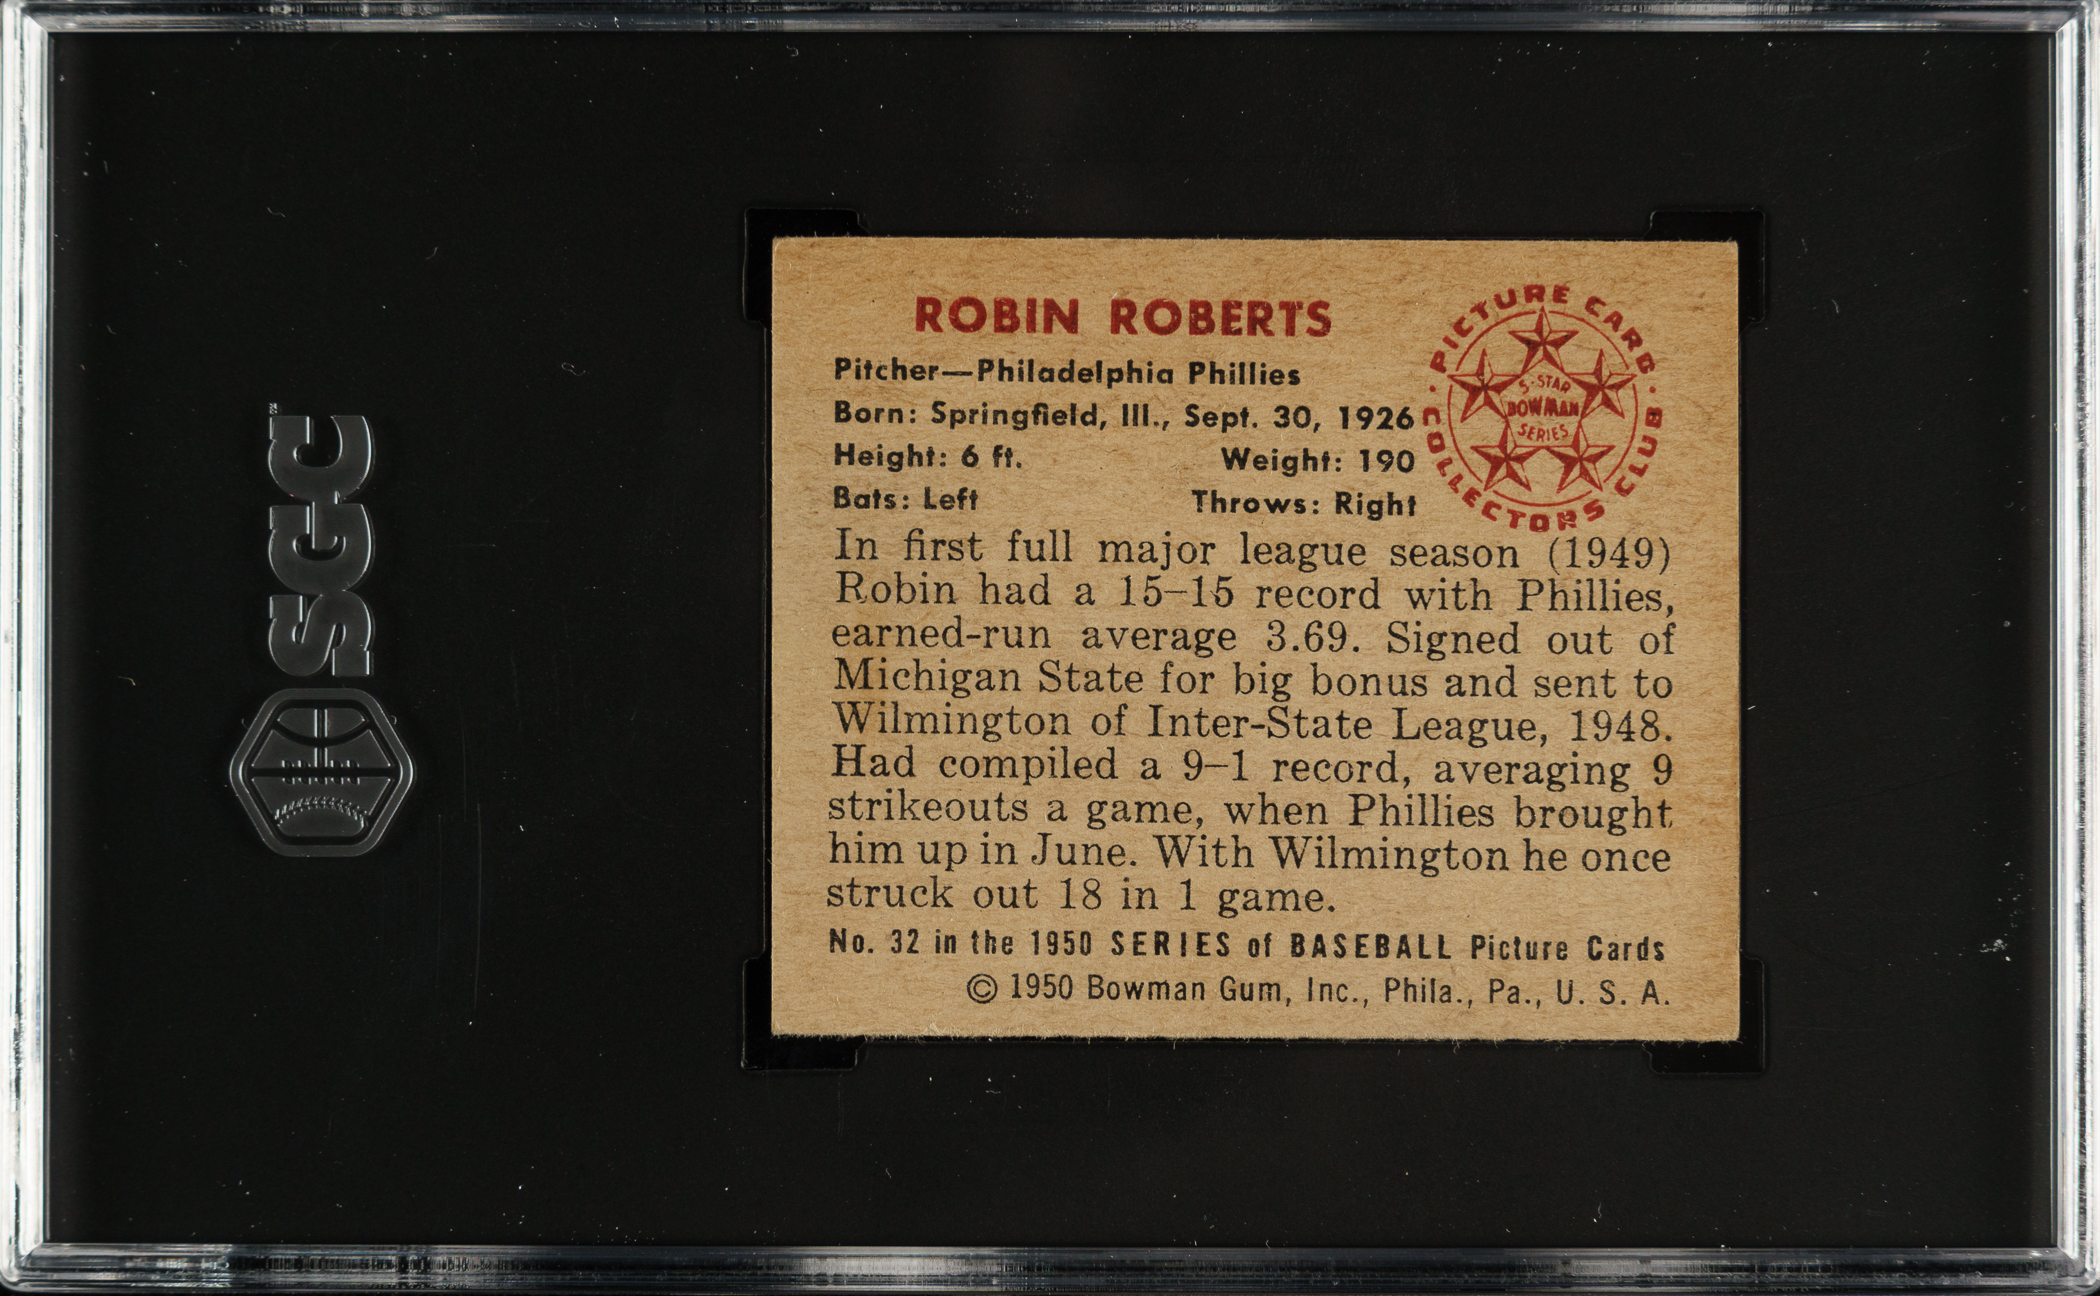 SGC
ROBIN ROBERTS
Pitcher—Philadelphia Phillies
Born: Springfield, Ill., Sept. 30, 1926
Height: 6 ft. Weight: 190
Bats: Left Throws: Right
PICTURE CARD
COLLECTORS CLUB
5-STAR
BOWMAN
SERIES
In first full major league season (1949)
Robin had a 15–15 record with Phillies,
earned-run average 3.69. Signed out of
Michigan State for big bonus and sent to
Wilmington of Inter-State League, 1948.
Had compiled a 9–1 record, averaging 9
strikeouts a game, when Phillies brought
him up in June. With Wilmington he once
struck out 18 in 1 game.
No. 32 in the 1950 SERIES of BASEBALL Picture Cards
© 1950 Bowman Gum, Inc., Phila., Pa., U. S. A.